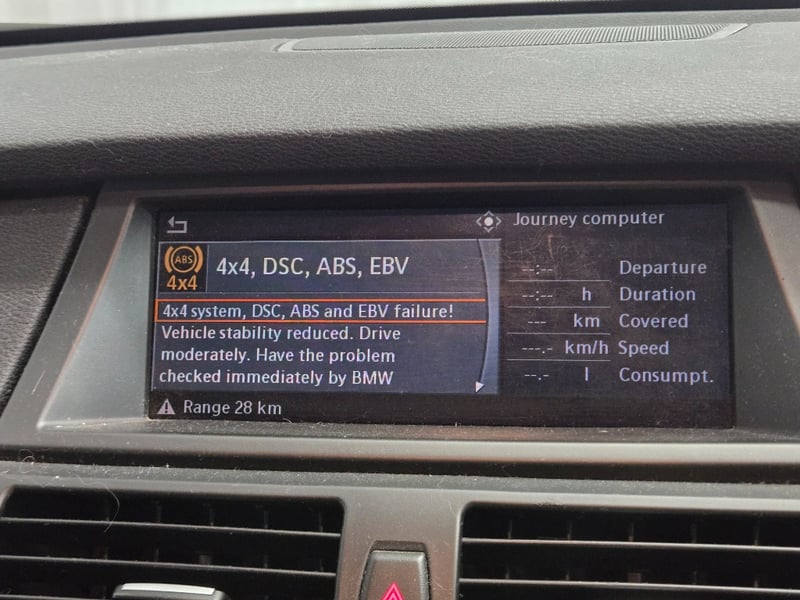 Journey computer
ABS
4x4
4x4, DSC, ABS, EBV
4x4 system, DSC, ABS and EBV failure!
Vehicle stability reduced. Drive
moderately. Have the problem
checked immediately by BMW
--:-- Departure
--:-- h Duration
--- km Covered
---.- km/h Speed
--.- l Consumpt.
Range 28 km